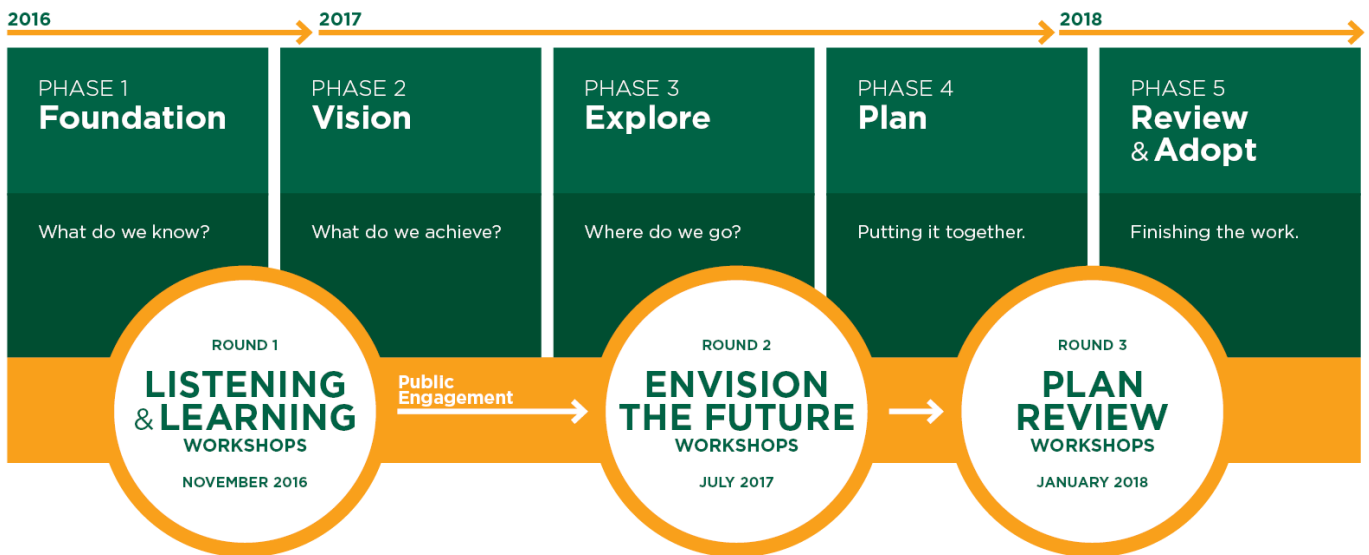 2016
2017
2018
PHASE 1
Foundation
What do we know?
PHASE 2
Vision
What do we achieve?
PHASE 3
Explore
Where do we go?
PHASE 4
Plan
Putting it together.
PHASE 5
Review
& Adopt
Finishing the work.
ROUND 1
LISTENING
& LEARNING
WORKSHOPS
NOVEMBER 2016
Public
Engagement
ROUND 2
ENVISION
THE FUTURE
WORKSHOPS
JULY 2017
ROUND 3
PLAN
REVIEW
WORKSHOPS
JANUARY 2018